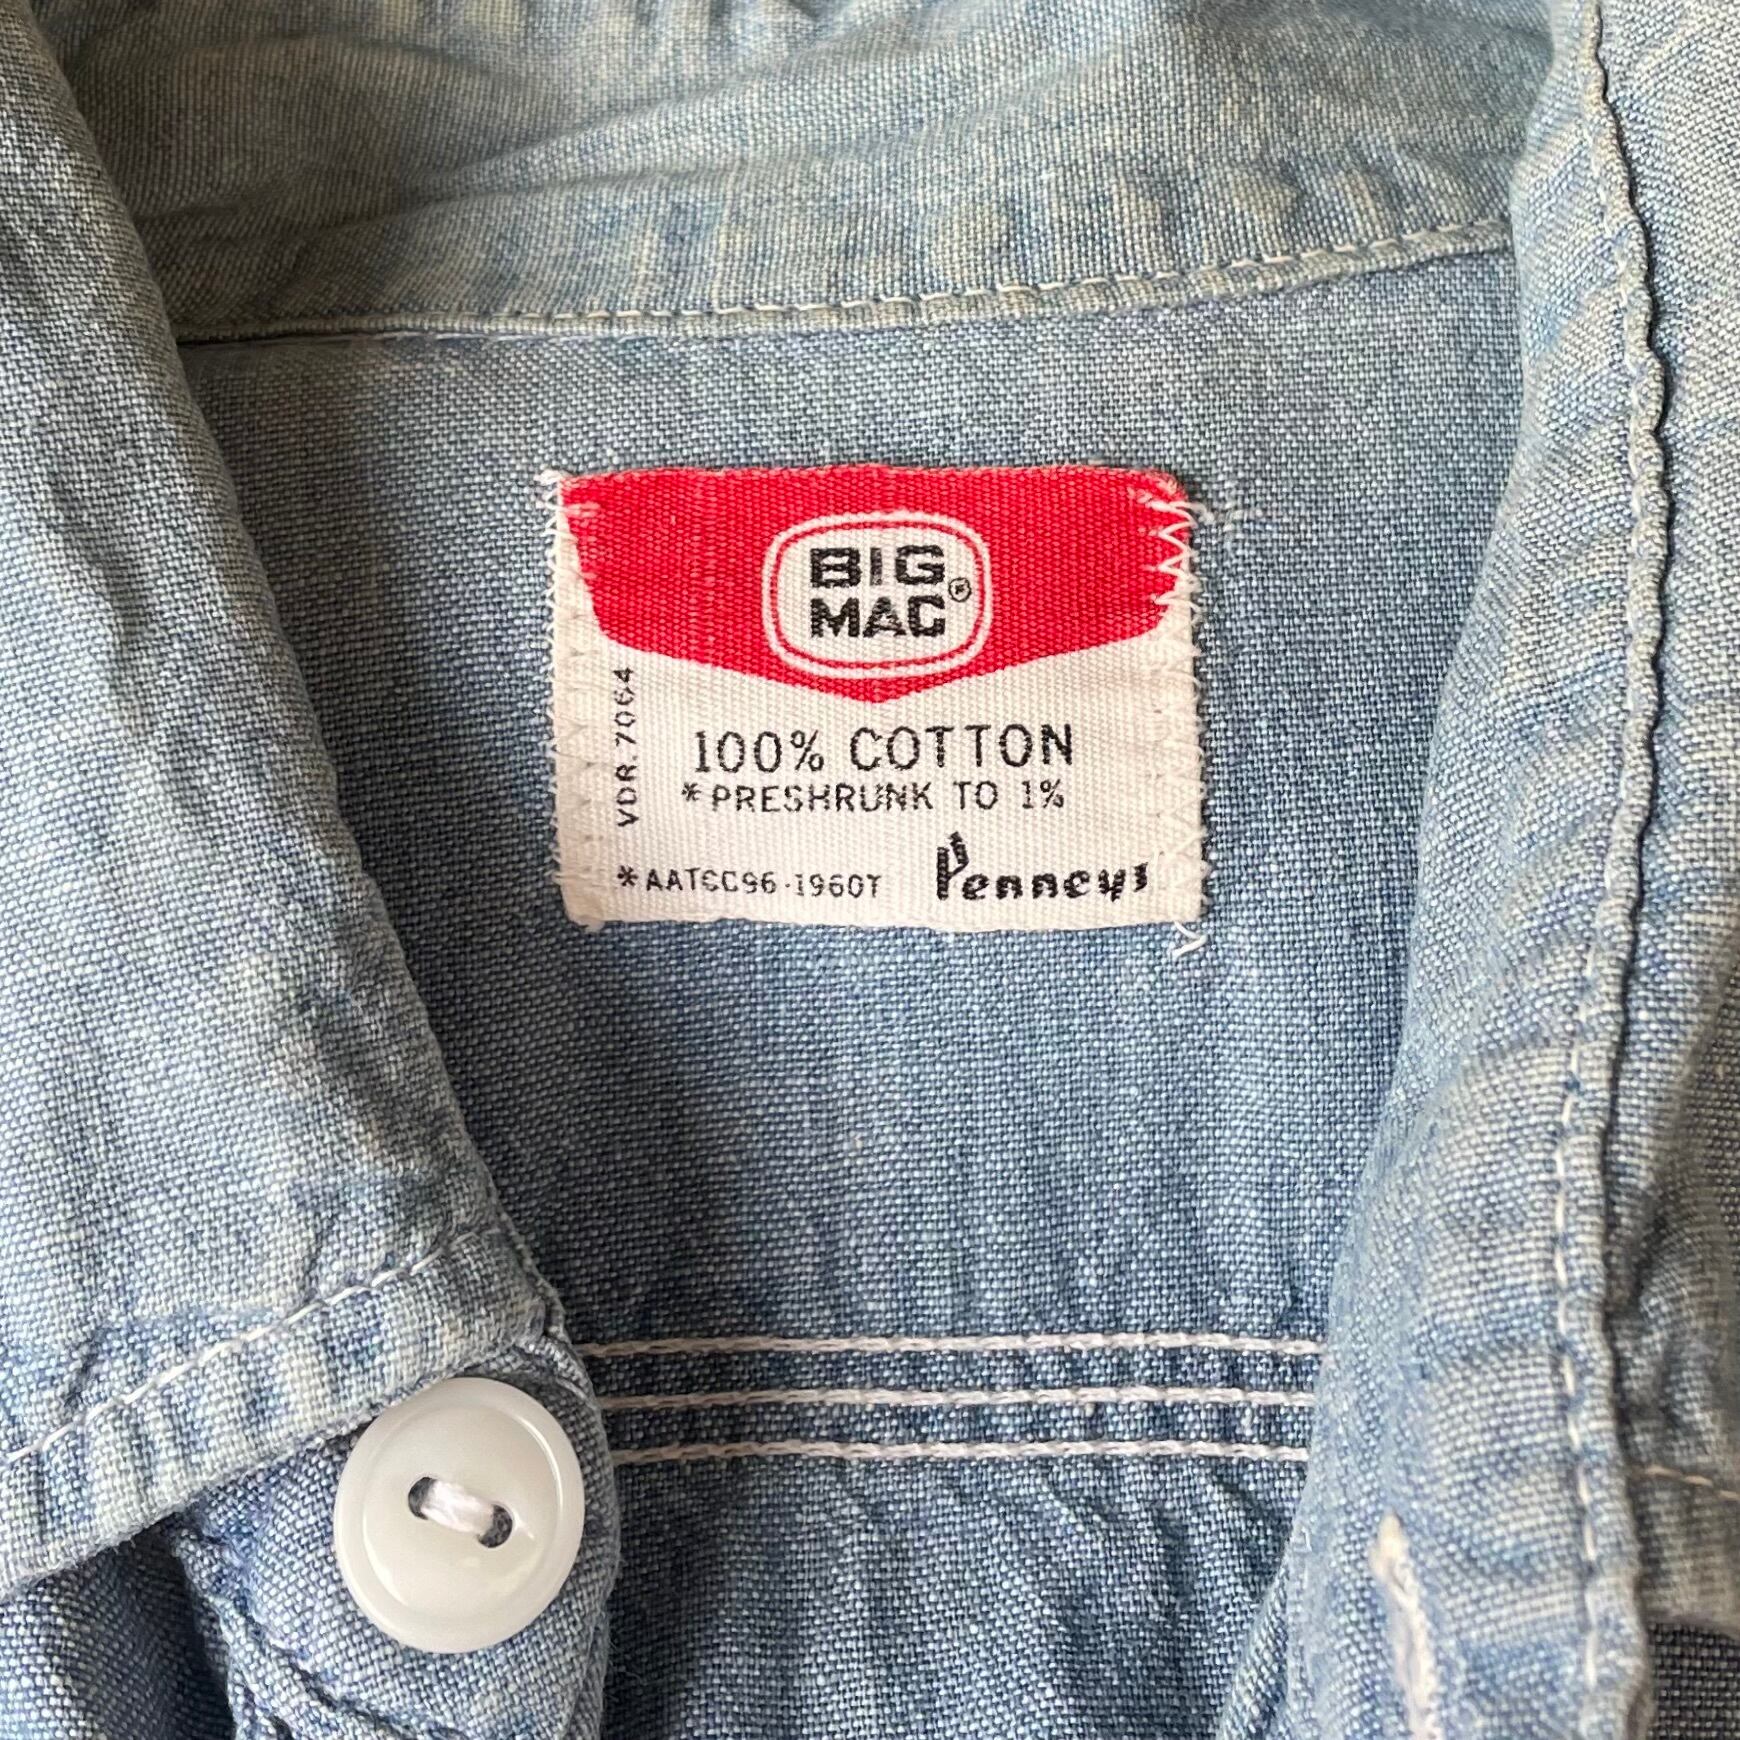 BIG
MAC®
VDR.7064
100% COTTON
*PRESHRUNK TO 1%
*AATCC96-1960T Penneys